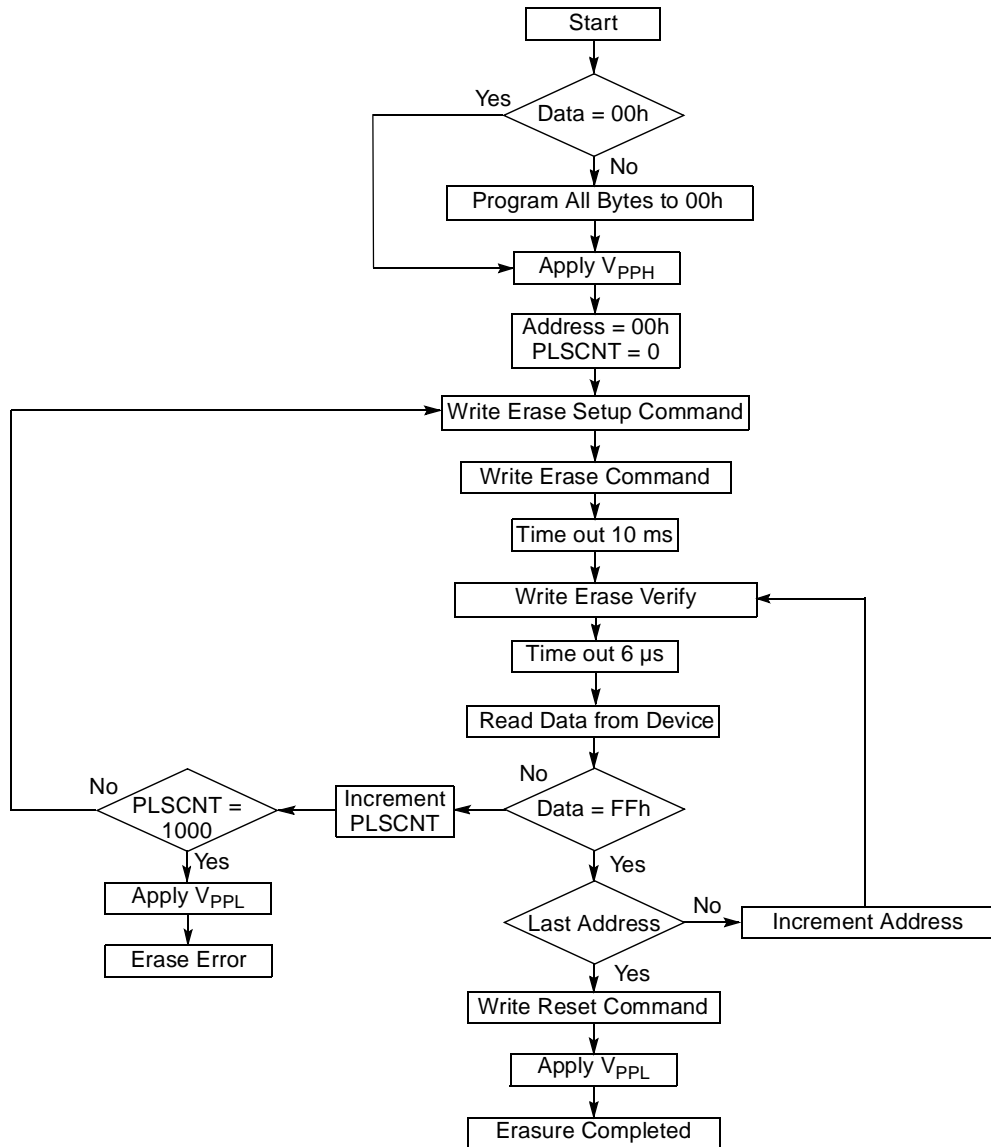 Start
Yes
Data = 00h
No
Program All Bytes to 00h
Apply VPPH
Address = 00h
PLSCNT = 0
Write Erase Setup Command
Write Erase Command
Time out 10 ms
Write Erase Verify
Time out 6 µs
Read Data from Device
No
No
PLSCNT =
1000
Increment
PLSCNT
Data = FFh
Yes
Yes
Apply VPPL
Last Address
No
Increment Address
Erase Error
Yes
Write Reset Command
Apply VPPL
Erasure Completed